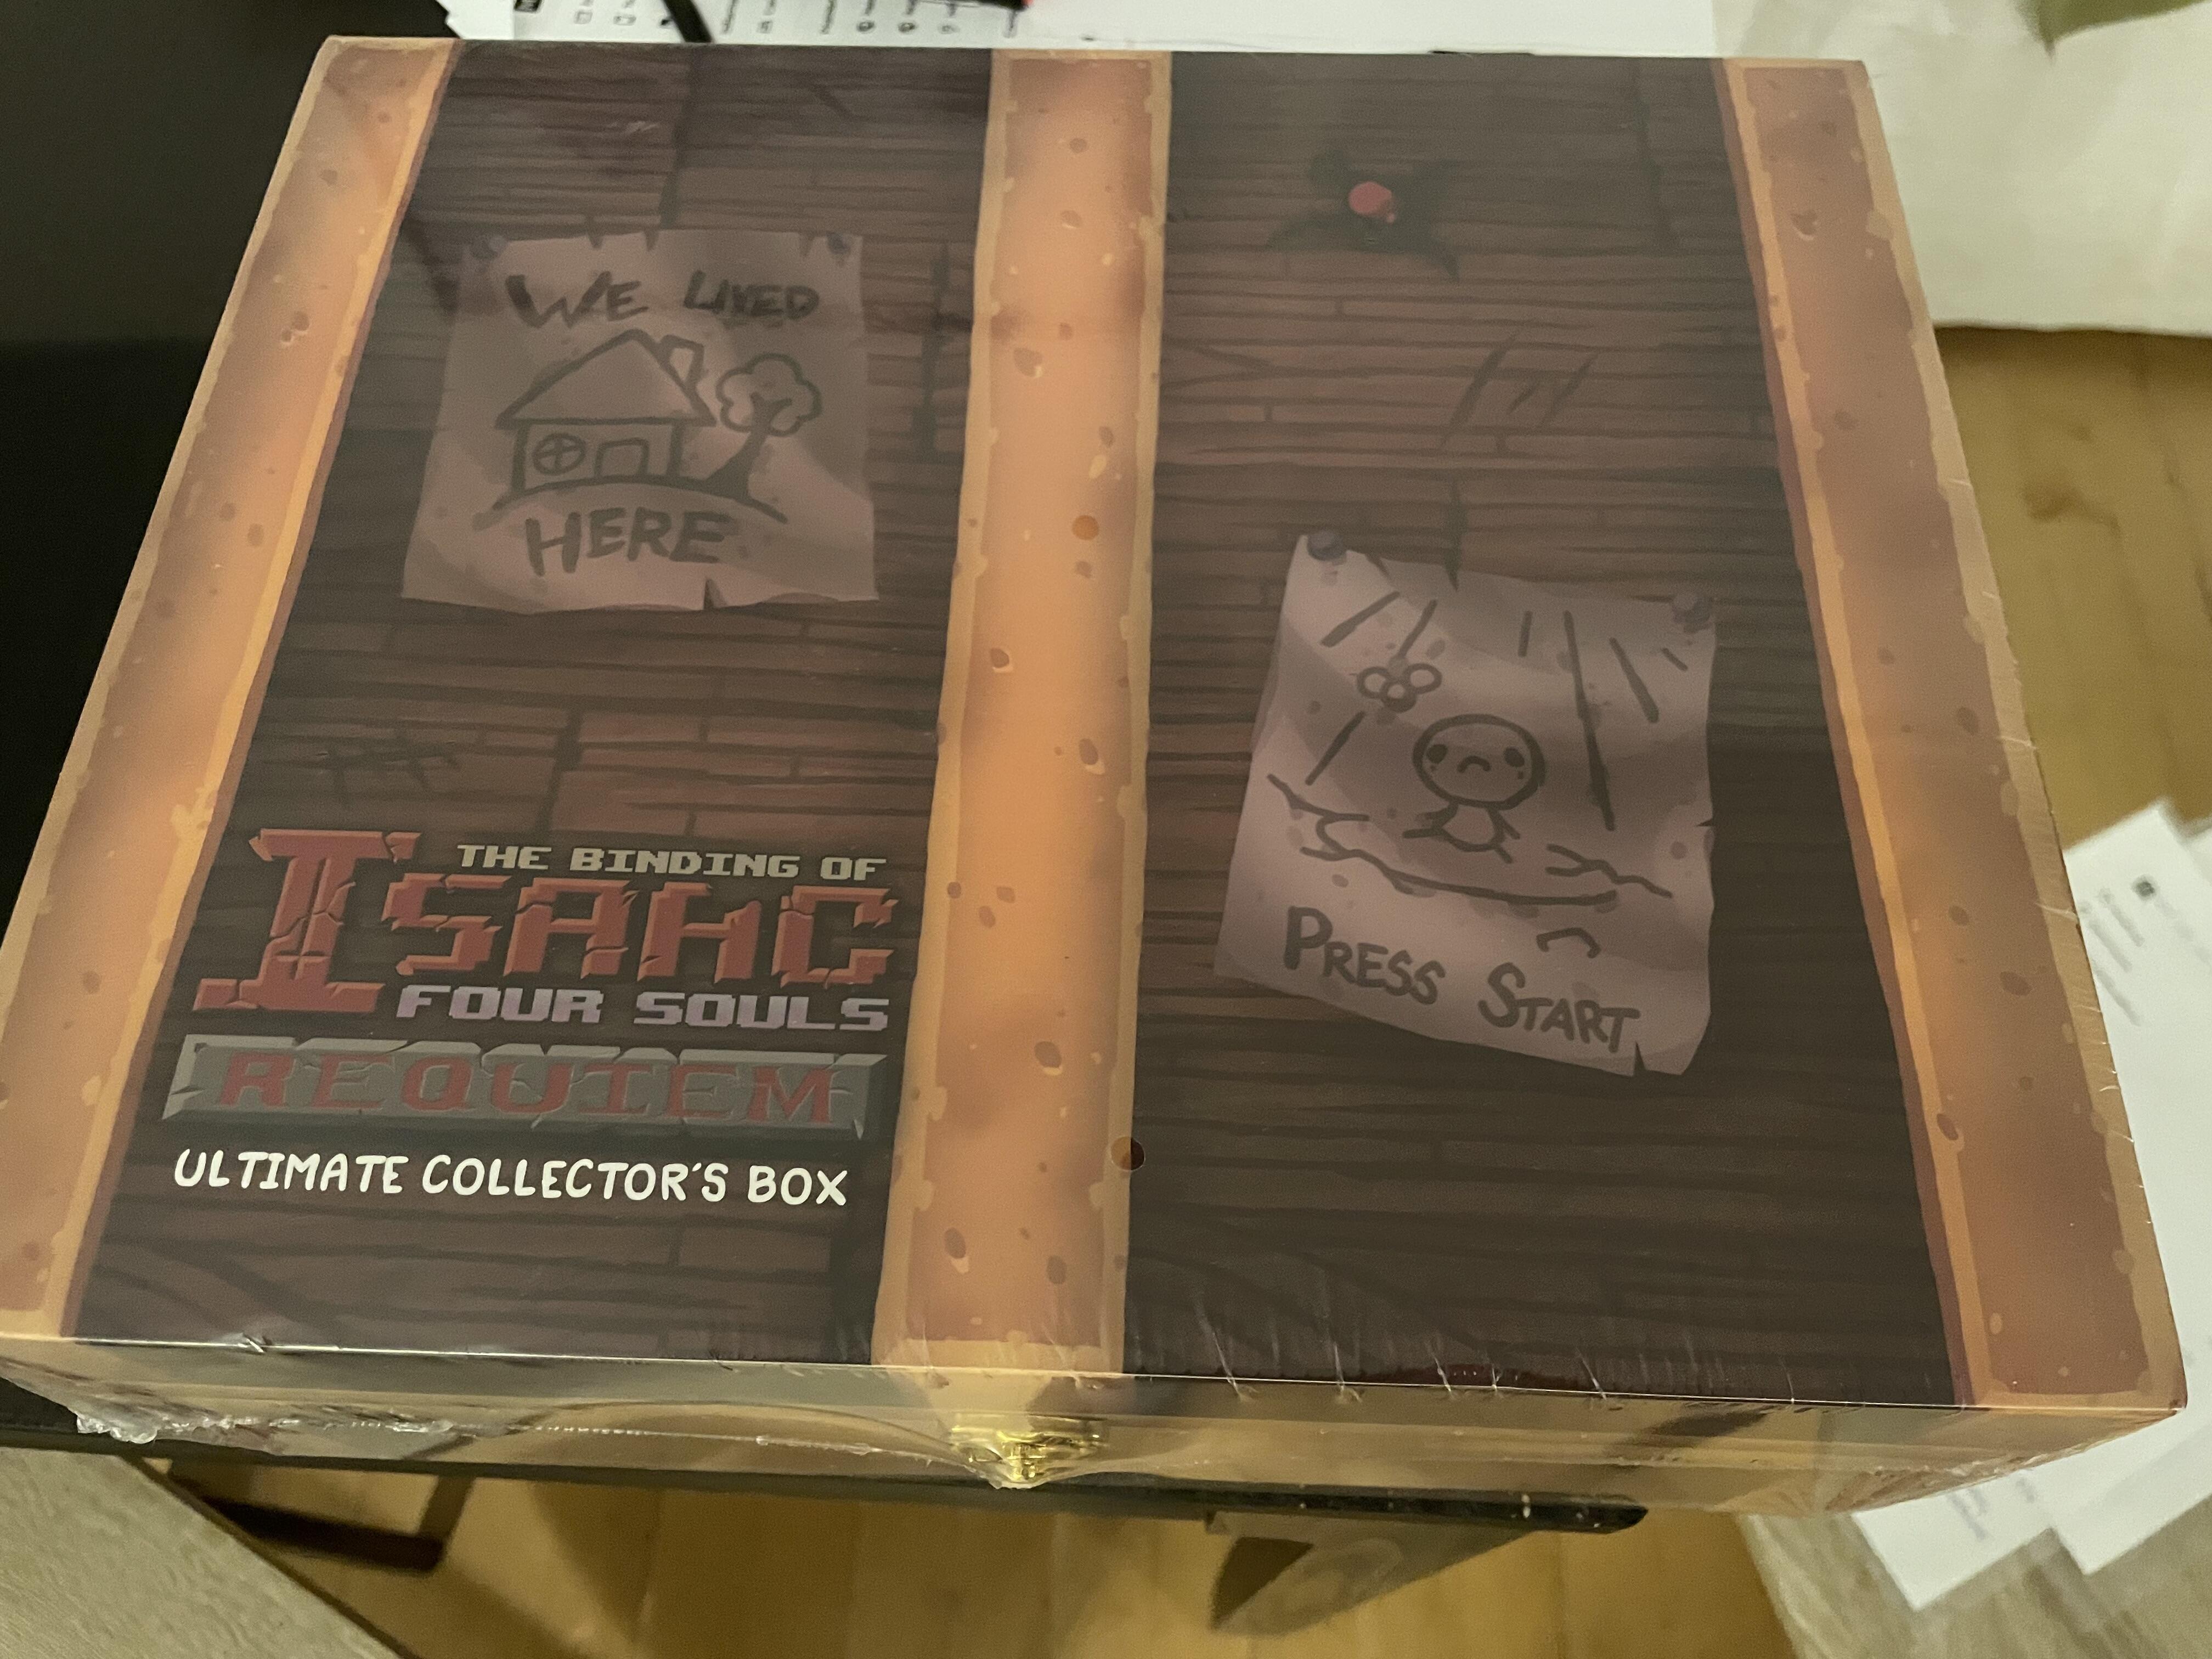 WE LIVED
HERE
THE BINDING OF
ISAAC
FOUR SOULS
REQUIEM
ULTIMATE COLLECTOR'S BOX
PRESS START